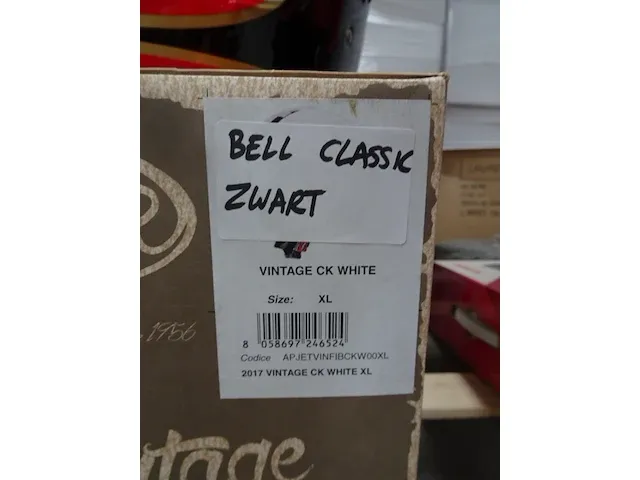 BELL CLASSIC
ZWART
VINTAGE CK WHITE
Size: XL
8 058697 246524
Codice APJETVINFIBCKW00XL
2017 VINTAGE CK WHITE XL
1956